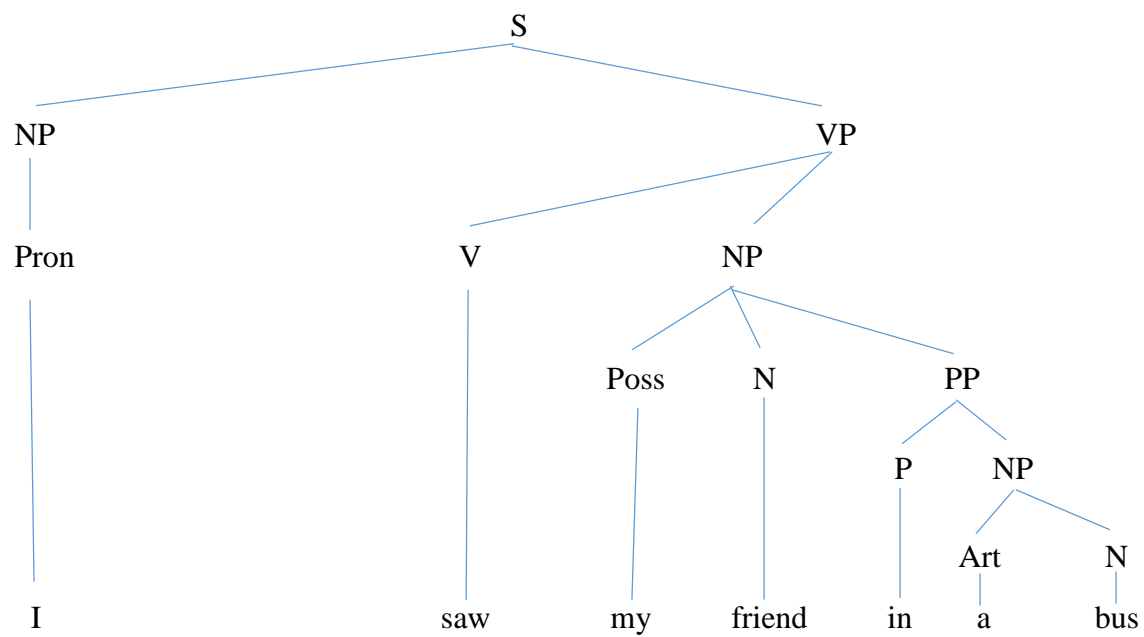 S
NP VP
Pron V NP
Poss N PP
P NP
Art N
I saw my friend in a bus